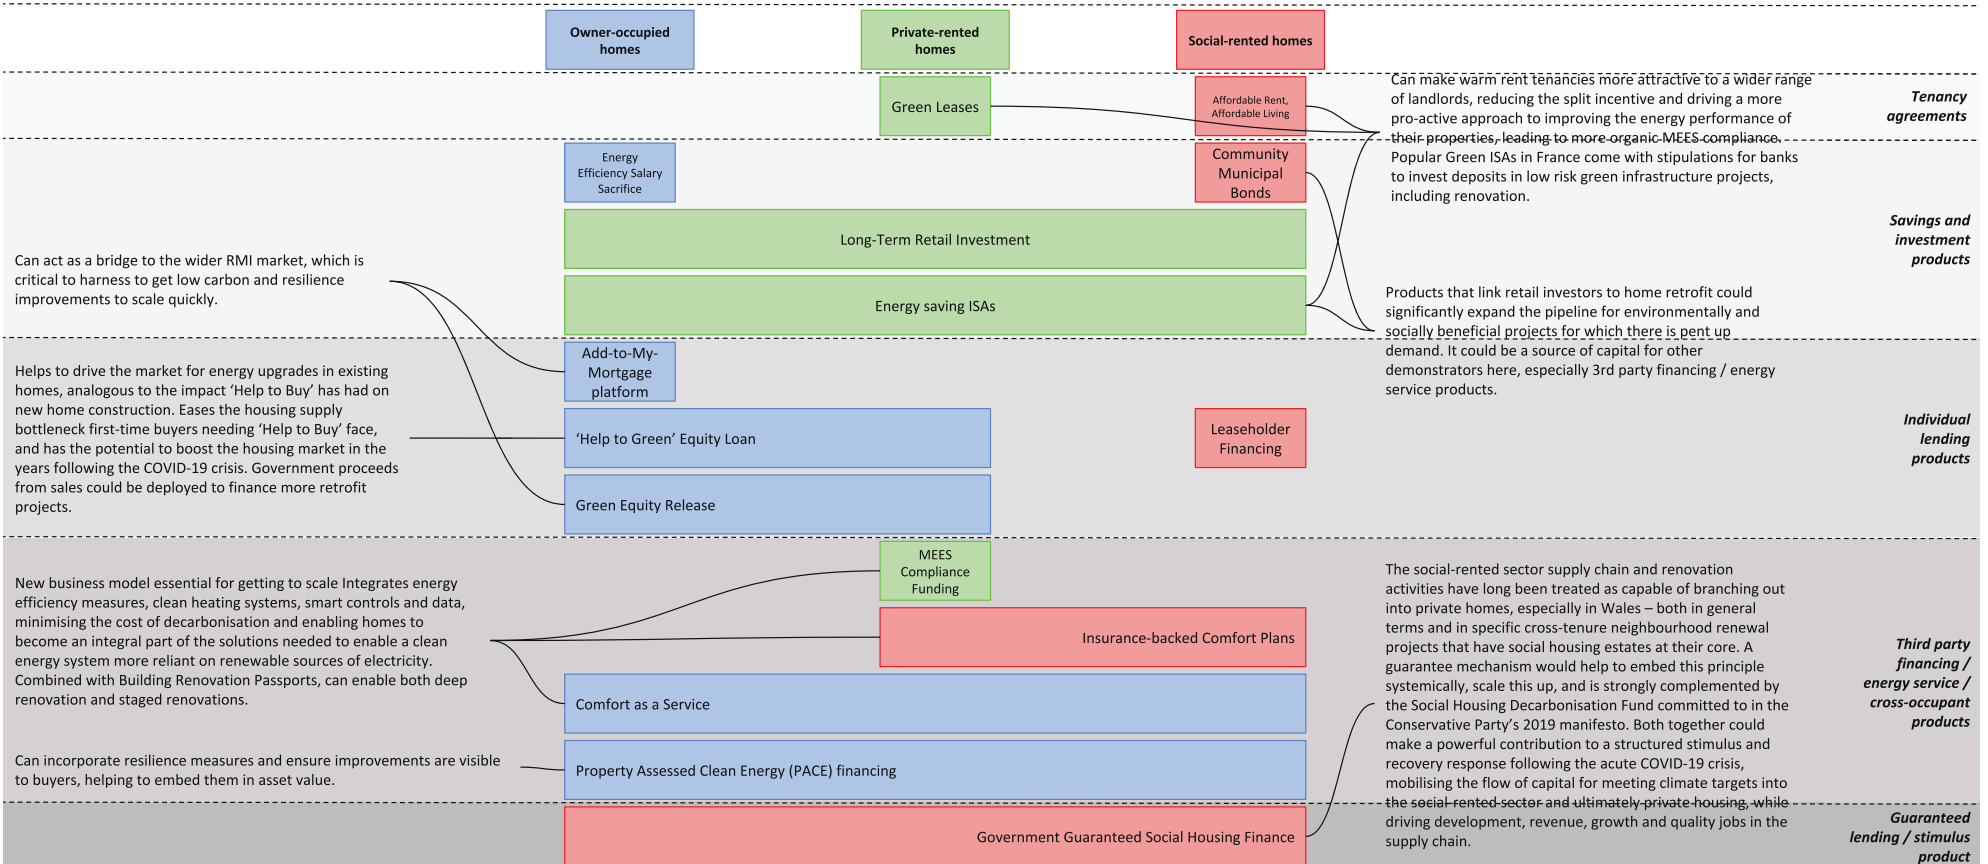 Owner-occupied
homes
Private-rented
homes
Social-rented homes
Green Leases
Affordable Rent,
Affordable Living
Can make warm rent tenancies more attractive to a wider range
of landlords, reducing the split incentive and driving a more
pro-active approach to improving the energy performance of
their properties, leading to more organic MEES compliance.
Tenancy
agreements
Energy
Efficiency Salary
Sacrifice
Community
Municipal
Bonds
Popular Green ISAs in France come with stipulations for banks
to invest deposits in low risk green infrastructure projects,
including renovation.
Long-Term Retail Investment
Savings and
investment
products
Can act as a bridge to the wider RMI market, which is
critical to harness to get low carbon and resilience
improvements to scale quickly.
Energy saving ISAs
Products that link retail investors to home retrofit could
significantly expand the pipeline for environmentally and
socially beneficial projects for which there is pent up
demand. It could be a source of capital for other
demonstrators here, especially 3rd party financing / energy
service products.
Add-to-My-
Mortgage
platform
Helps to drive the market for energy upgrades in existing
homes, analogous to the impact ‘Help to Buy’ has had on
new home construction. Eases the housing supply
bottleneck first-time buyers needing ‘Help to Buy’ face,
and has the potential to boost the housing market in the
years following the COVID-19 crisis. Government proceeds
from sales could be deployed to finance more retrofit
projects.
‘Help to Green’ Equity Loan
Leaseholder
Financing
Individual
lending
products
Green Equity Release
MEES
Compliance
Funding
New business model essential for getting to scale Integrates energy
efficiency measures, clean heating systems, smart controls and data,
minimising the cost of decarbonisation and enabling homes to
become an integral part of the solutions needed to enable a clean
energy system more reliant on renewable sources of electricity.
Combined with Building Renovation Passports, can enable both deep
renovation and staged renovations.
Insurance-backed Comfort Plans
Comfort as a Service
The social-rented sector supply chain and renovation
activities have long been treated as capable of branching out
into private homes, especially in Wales – both in general
terms and in specific cross-tenure neighbourhood renewal
projects that have social housing estates at their core. A
guarantee mechanism would help to embed this principle
systemically, scale this up, and is strongly complemented by
the Social Housing Decarbonisation Fund committed to in the
Conservative Party’s 2019 manifesto. Both together could
make a powerful contribution to a structured stimulus and
recovery response following the acute COVID-19 crisis,
mobilising the flow of capital for meeting climate targets into
the social-rented sector and ultimately private housing, while
driving development, revenue, growth and quality jobs in the
supply chain.
Third party
financing /
energy service /
cross-occupant
products
Can incorporate resilience measures and ensure improvements are visible
to buyers, helping to embed them in asset value.
Property Assessed Clean Energy (PACE) financing
Government Guaranteed Social Housing Finance
Guaranteed
lending / stimulus
product